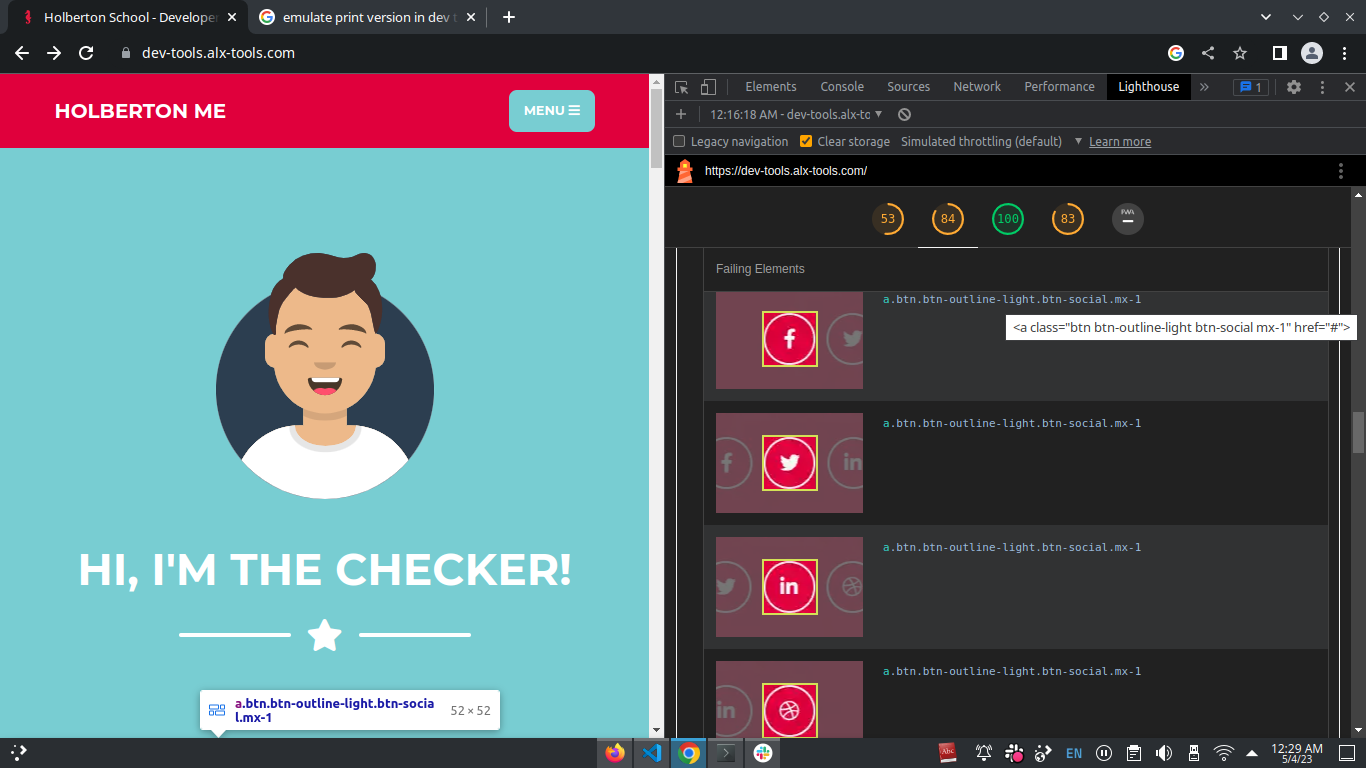 Holberton School - Developer
emulate print version in dev t
dev-tools.alx-tools.com
HOLBERTON ME
MENU
HI, I'M THE CHECKER!
a.btn.btn-outline-light.btn-socia
l.mx-1
52 × 52
Elements Console Sources Network Performance Lighthouse » 1
12:16:18 AM - dev-tools.alx-to
Legacy navigation Clear storage Simulated throttling (default) Learn more
https://dev-tools.alx-tools.com/
53 84 100 83 PWA
Failing Elements
a.btn.btn-outline-light.btn-social.mx-1
<a class="btn btn-outline-light btn-social mx-1" href="#">
a.btn.btn-outline-light.btn-social.mx-1
a.btn.btn-outline-light.btn-social.mx-1
a.btn.btn-outline-light.btn-social.mx-1
Abc
EN
12:29 AM
5/4/23